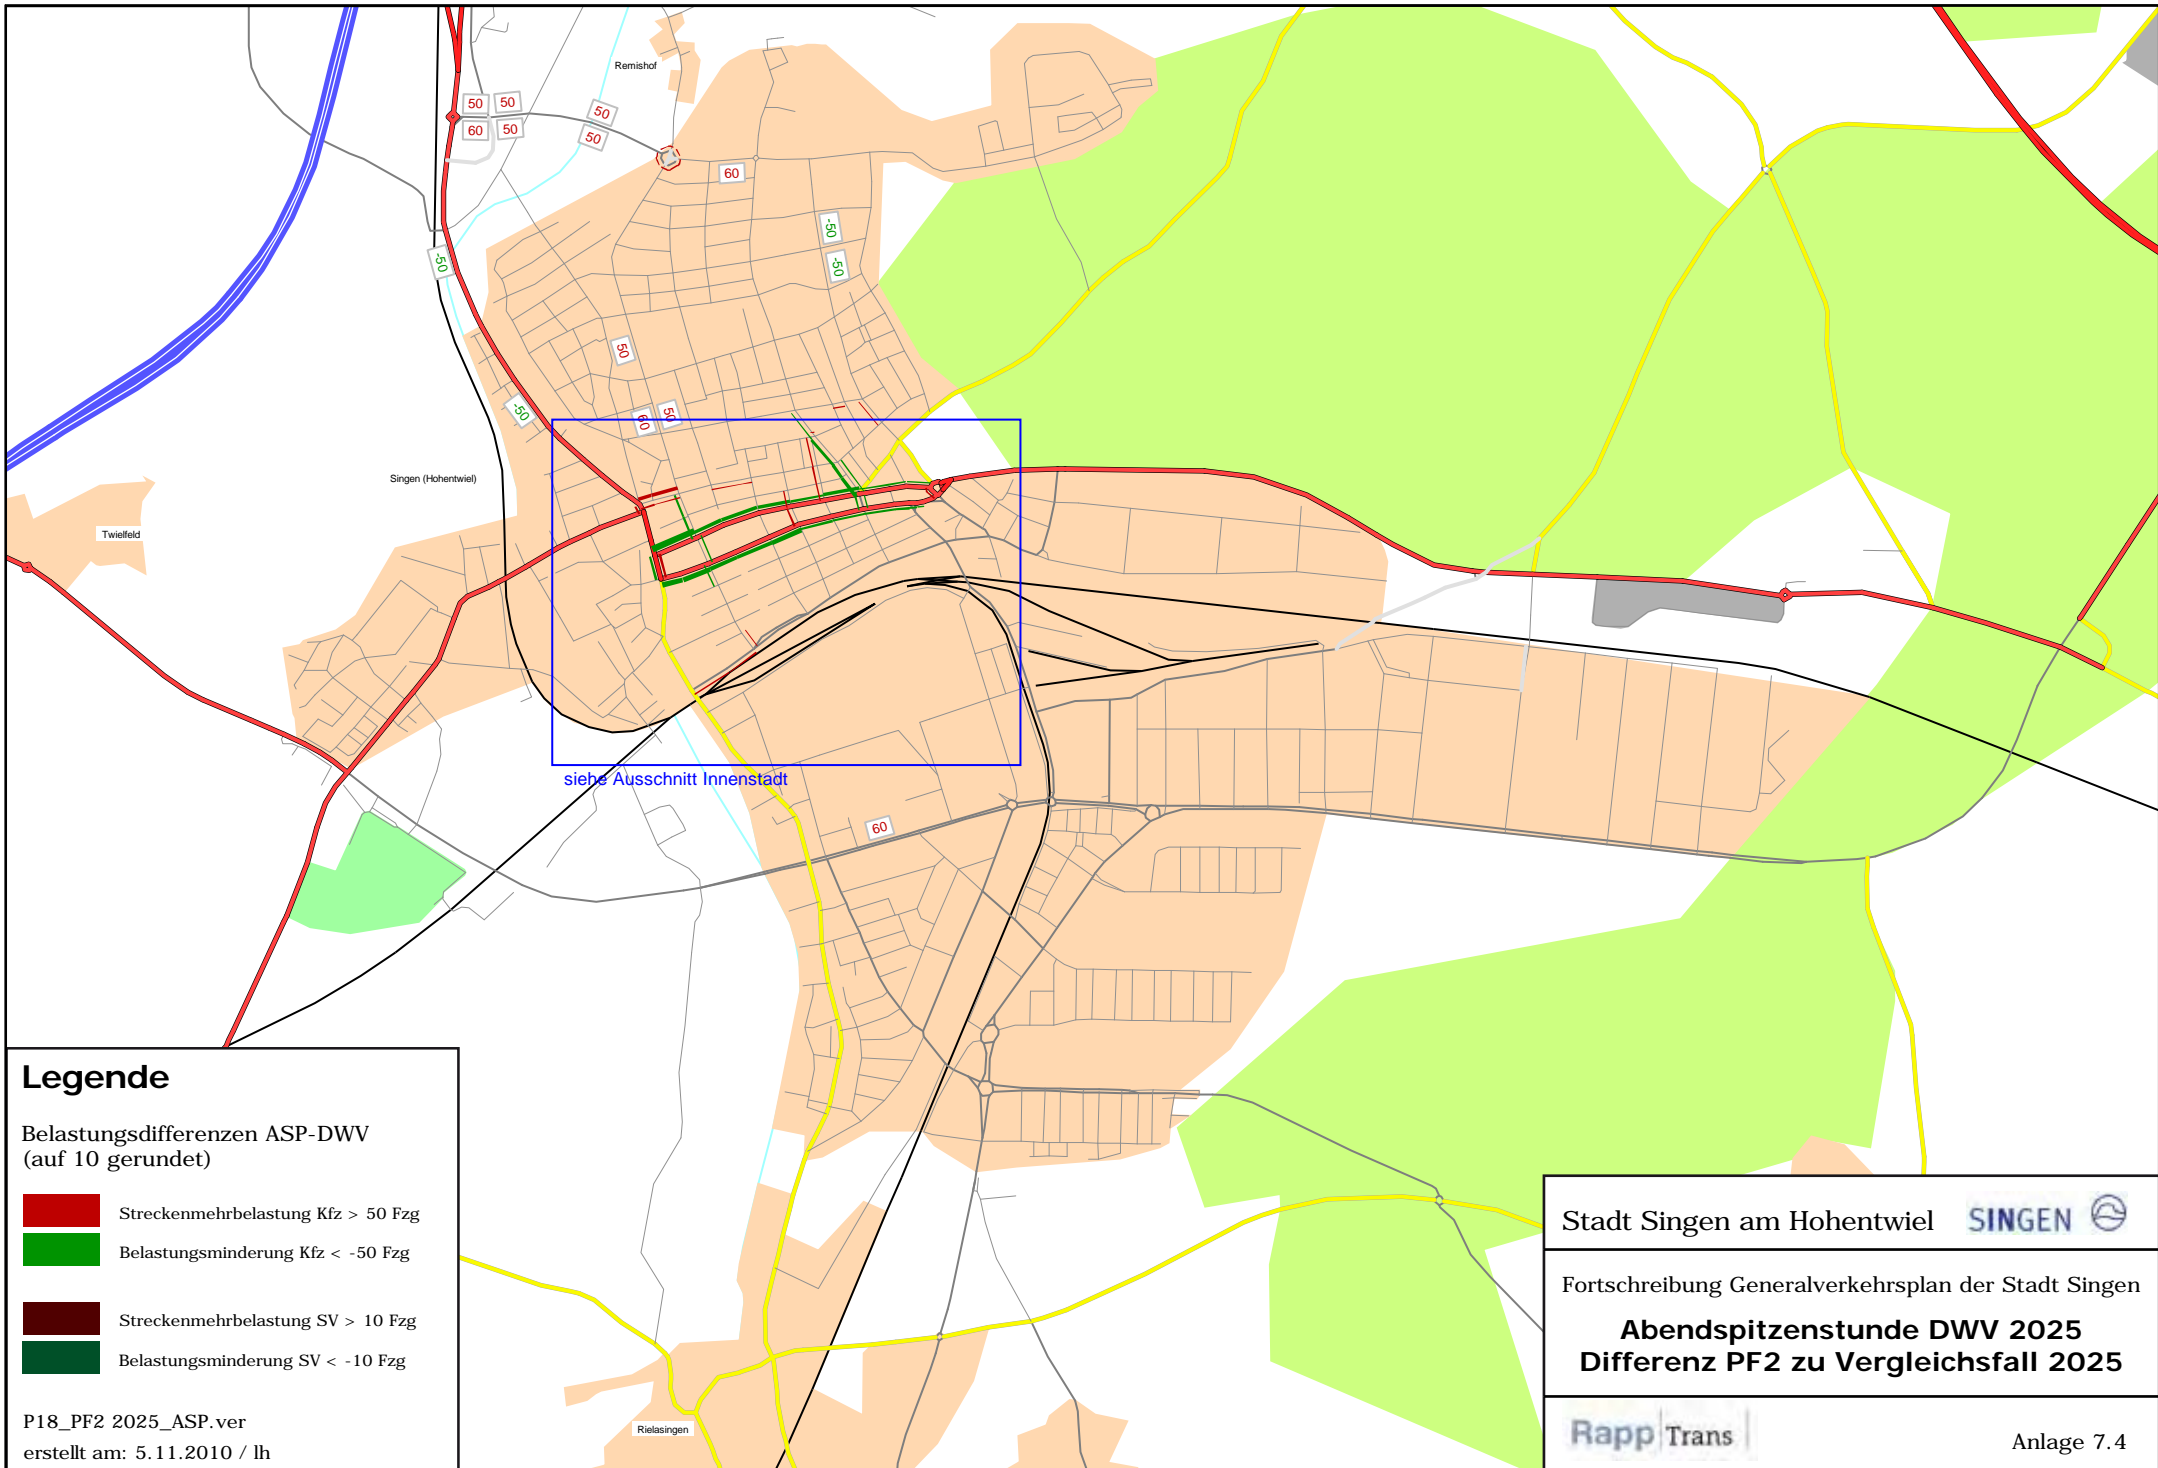 Remishof
50 50
60 50
50
50
60
-50
-50
-50
50
-50
60
50
Singen (Hohentwiel)
Twielfeld
siehe Ausschnitt Innenstadt
60
Rielasingen
Legende
Belastungsdifferenzen ASP-DWV
(auf 10 gerundet)
Streckenmehrbelastung Kfz > 50 Fzg
Belastungsminderung Kfz < -50 Fzg
Streckenmehrbelastung SV > 10 Fzg
Belastungsminderung SV < -10 Fzg
P18_PF2 2025_ASP.ver
erstellt am: 5.11.2010 / lh
Stadt Singen am Hohentwiel SINGEN
Fortschreibung Generalverkehrsplan der Stadt Singen
Abendspitzenstunde DWV 2025
Differenz PF2 zu Vergleichsfall 2025
Rapp Trans
Anlage 7.4